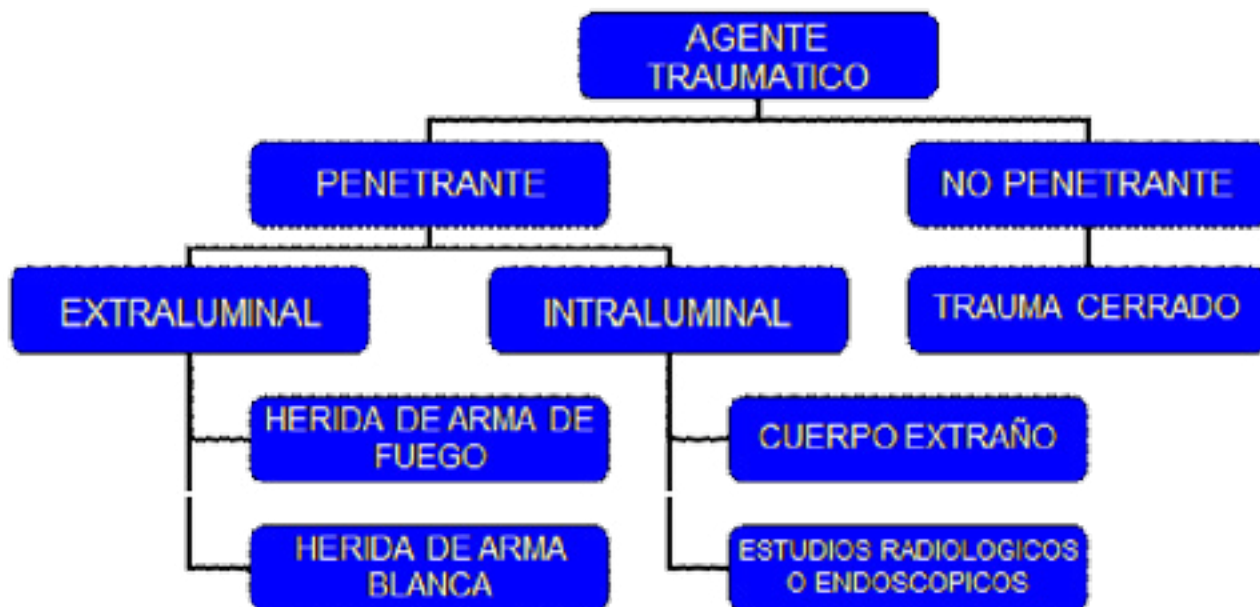 AGENTE
TRAUMATICO
PENETRANTE
NO PENETRANTE
EXTRALUMINAL
INTRALUMINAL
TRAUMA CERRADO
HERIDA DE ARMA DE
FUEGO
CUERPO EXTRAÑO
HERIDA DE ARMA
BLANCA
ESTUDIOS RADIOLOGICOS
O ENDOSCOPICOS